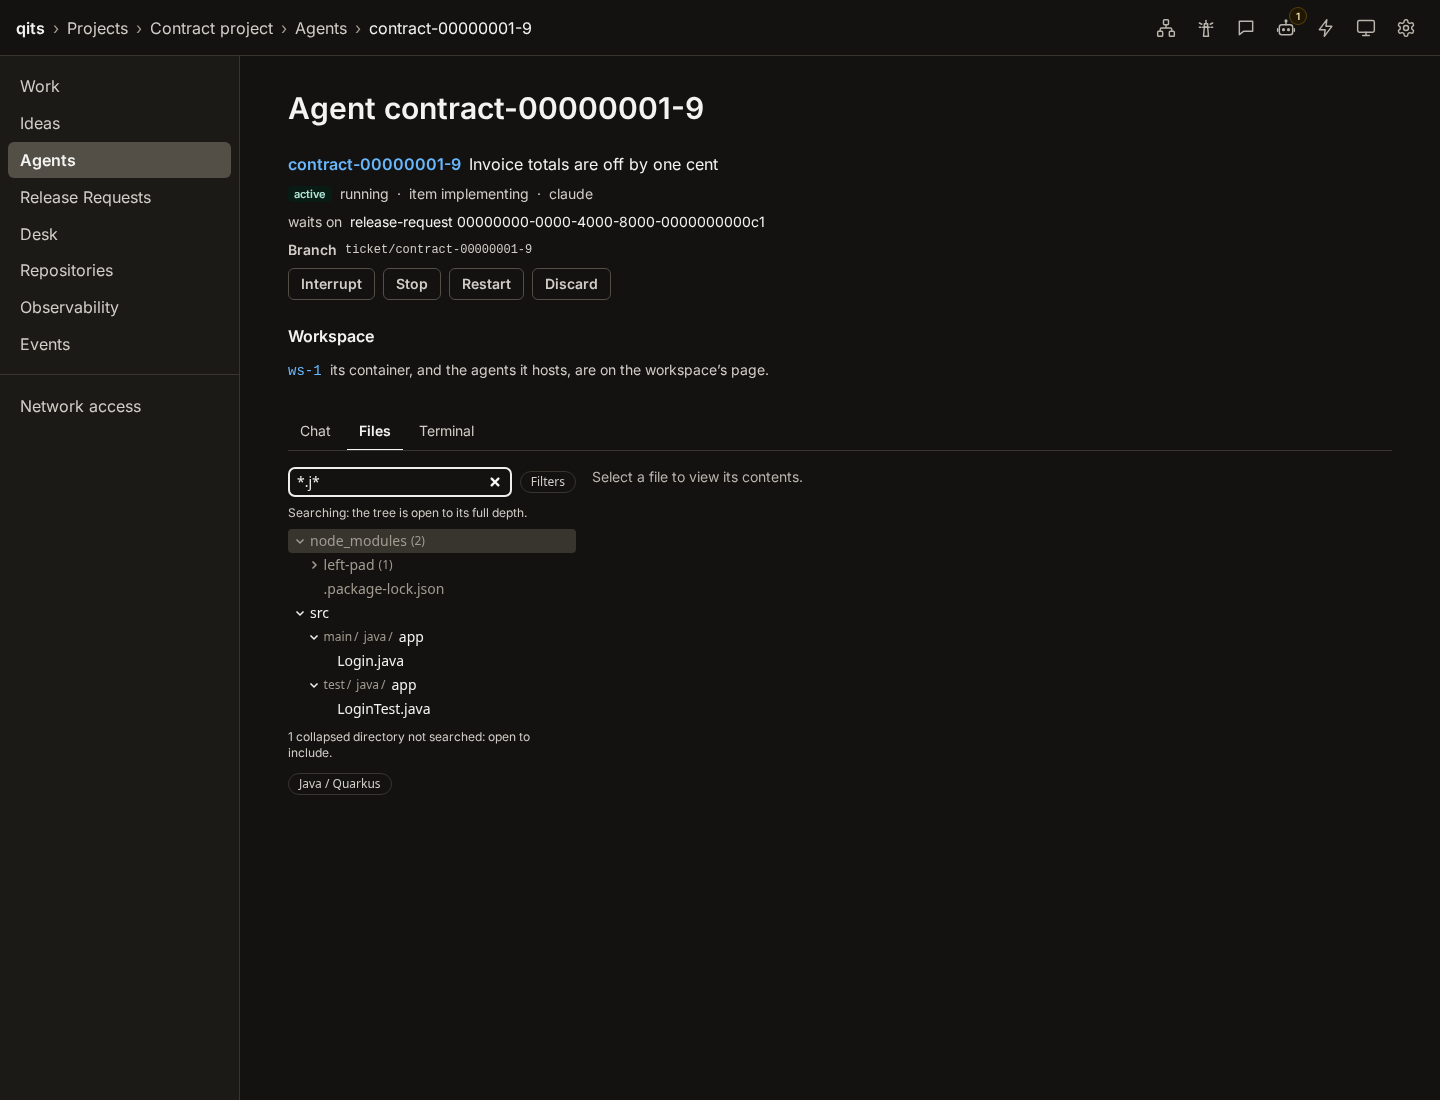 qits › Projects › Contract project › Agents › contract-00000001-9
1
Work
Ideas
Agents
Release Requests
Desk
Repositories
Observability
Events
Network access
Agent contract-00000001-9
contract-00000001-9 Invoice totals are off by one cent
active running · item implementing · claude
waits on release-request 00000000-0000-4000-8000-0000000000c1
Branch ticket/contract-00000001-9
Interrupt Stop Restart Discard
Workspace
ws-1 its container, and the agents it hosts, are on the workspace’s page.
Chat Files Terminal
*.j* Filters
Select a file to view its contents.
Searching: the tree is open to its full depth.
node_modules (2)
left-pad (1)
.package-lock.json
src
main/ java/ app
Login.java
test/ java/ app
LoginTest.java
1 collapsed directory not searched: open to
include.
Java / Quarkus